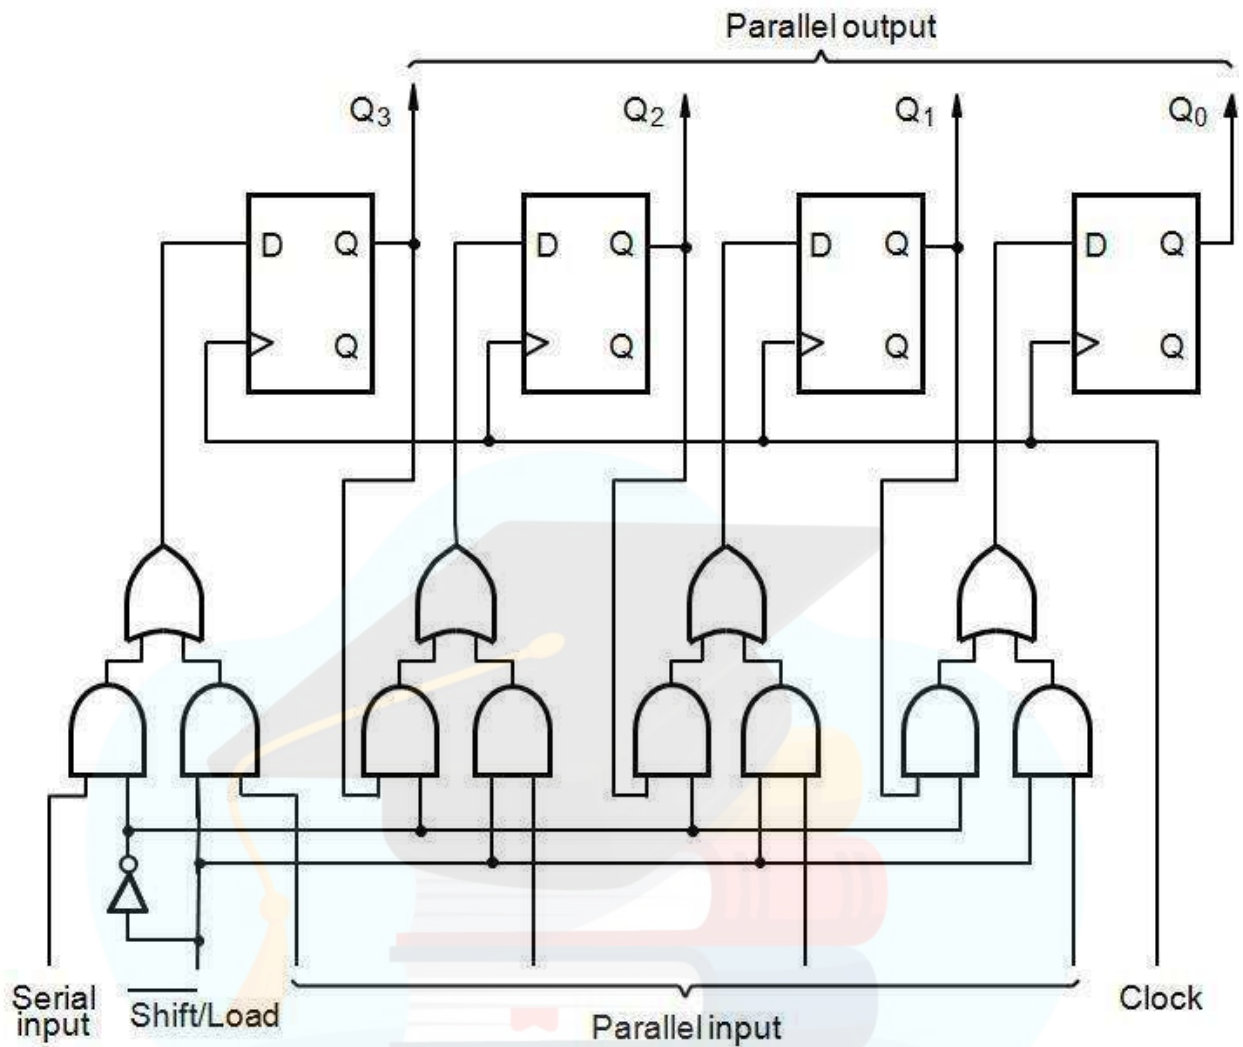 Parallel output
Q3 Q2 Q1 Q0
D Q D Q D Q D Q
Q Q Q Q
Serial
input
Shift/Load
Parallel input
Clock